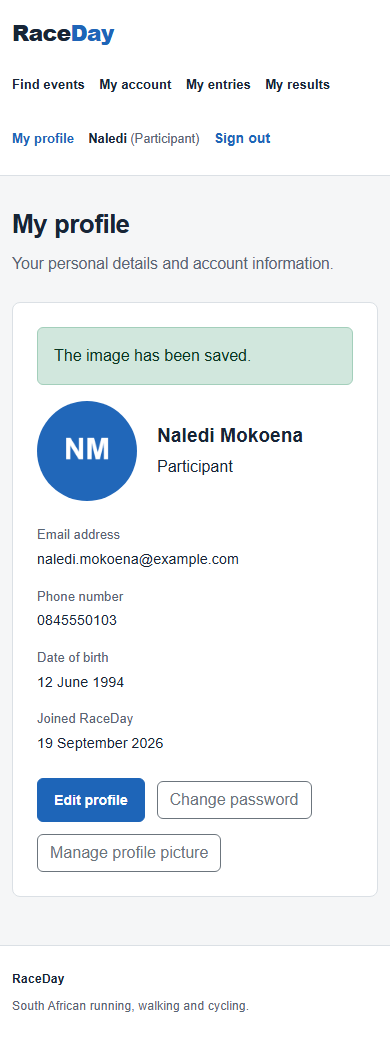 RaceDay
Find events My account My entries My results
My profile Naledi (Participant) Sign out
My profile
Your personal details and account information.
The image has been saved.
NM
Naledi Mokoena
Participant
Email address
naledi.mokoena@example.com
Phone number
0845550103
Date of birth
12 June 1994
Joined RaceDay
19 September 2026
Edit profile Change password
Manage profile picture
RaceDay
South African running, walking and cycling.